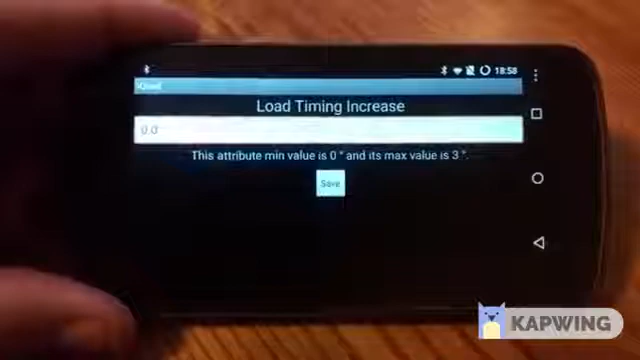 18:58
Load Timing Increase
0.0
This attribute min value is 0 ° and its max value is 3 °.
Save
KAPWING